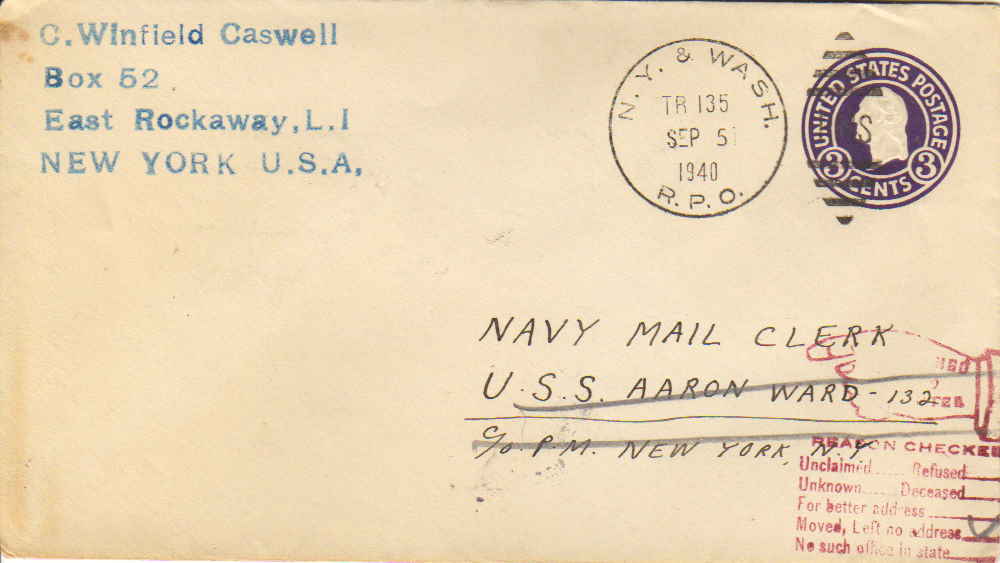 C. WInfield Caswell
Box 52
East Rockaway, L.I
NEW YORK U.S.A,
N.Y. & WASH.
TR 135
SEP 5
1940
R.P.O.
UNITED STATES POSTAGE
3 CENTS 3
S
NAVY MAIL CLERK
U.S.S. AARON WARD - 132
c/o P.M. NEW YORK, N.Y
REASON CHECKED
Unclaimed Refused
Unknown Deceased
For better address
Moved, Left no address
No such office in state